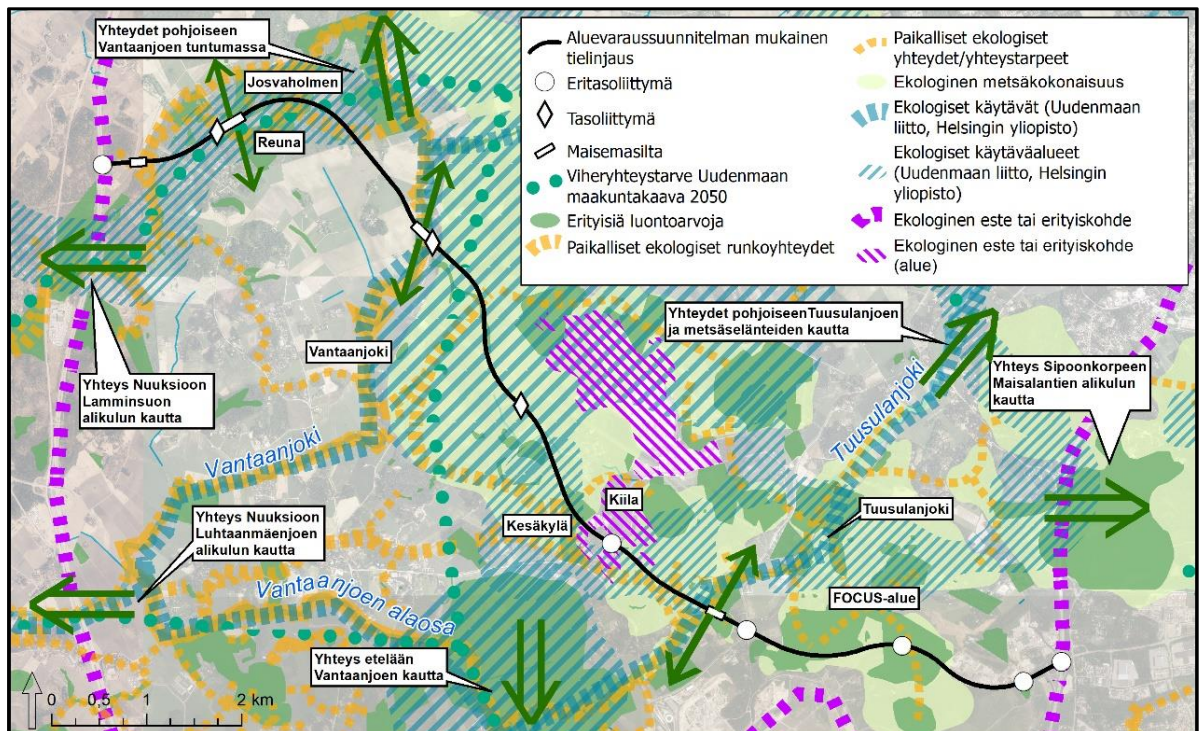 Yhteydet pohjoiseen
Vantaanjoen tuntumassa
Josvaholmen
Reuna
Aluevaraussuunnitelman mukainen
tielinjaus
Eritasoliittymä
Tasoliittymä
Maisemasilta
Viheryhteystarve Uudenmaan
maakuntakaava 2050
Erityisiä luontoarvoja
Paikalliset ekologiset runkoyhteydet
Paikalliset ekologiset
yhteydet/yhteystarpeet
Ekologinen metsäkokonaisuus
Ekologiset käytävät (Uudenmaan
liitto, Helsingin yliopisto)
Ekologiset käytäväalueet
(Uudenmaan liitto, Helsingin
yliopisto)
Ekologinen este tai erityiskohde
Ekologinen este tai erityiskohde
(alue)
Yhteydet pohjoiseenTuusulanjoen
ja metsäselänteiden kautta
Vantaanjoki
Yhteys Nuuksioon
Lamminsuon
alikulun kautta
Yhteys Sipoonkorpeen
Maisalantien alikulun
kautta
Tuusulanjoki
Vantaanjoki
Kiila
Kesäkylä
Tuusulanjoki
Yhteys Nuuksioon
Luhtaanmäenjoen
alikulun kautta
Vantaanjoen alaosa
FOCUS-alue
Yhteys etelään
Vantaanjoen kautta
0 0,5 1 2 km